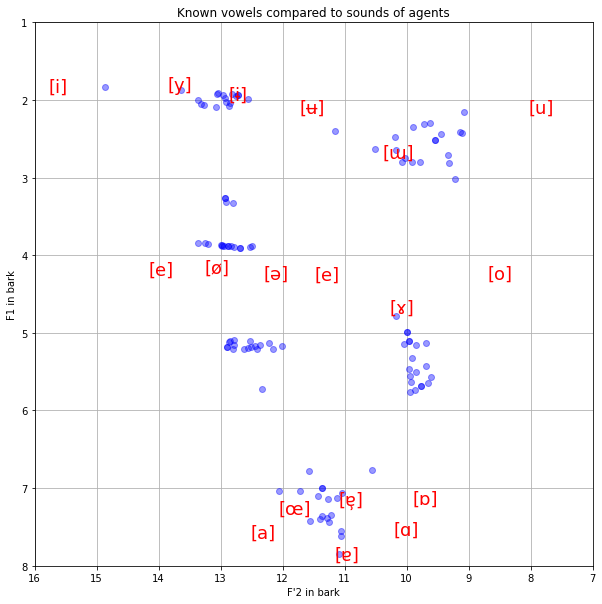 Known vowels compared to sounds of agents
1
[i] [y] [ɨ] [ʉ] [u]
2
[ɯ]
3
F1 in bark
4
[e] [ø] [ə] [e] [o]
[ɤ]
5
6
7
[œ] [ɐ̞] [ɒ]
[a] [ɑ]
[ɐ]
8
16 15 14 13 12 11 10 9 8 7
F'2 in bark